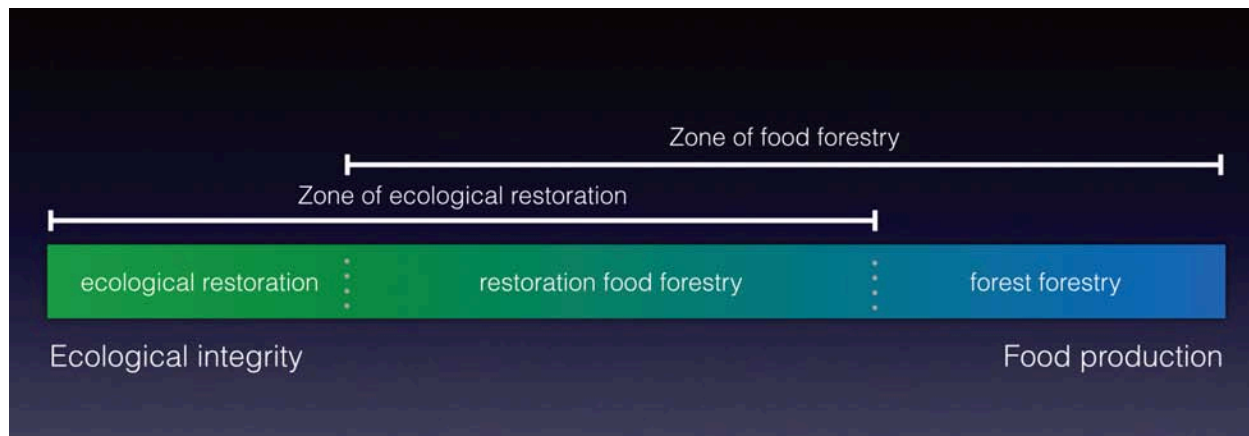 Zone of food forestry
Zone of ecological restoration
ecological restoration
restoration food forestry
forest forestry
Ecological integrity
Food production